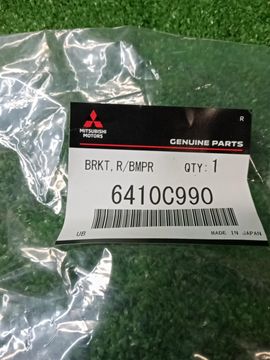 R
MITSUBISHI
MOTORS
GENUINE PARTS
BRKT,R/BMPR QTY:1
6410C990
UB MADE IN JAPAN